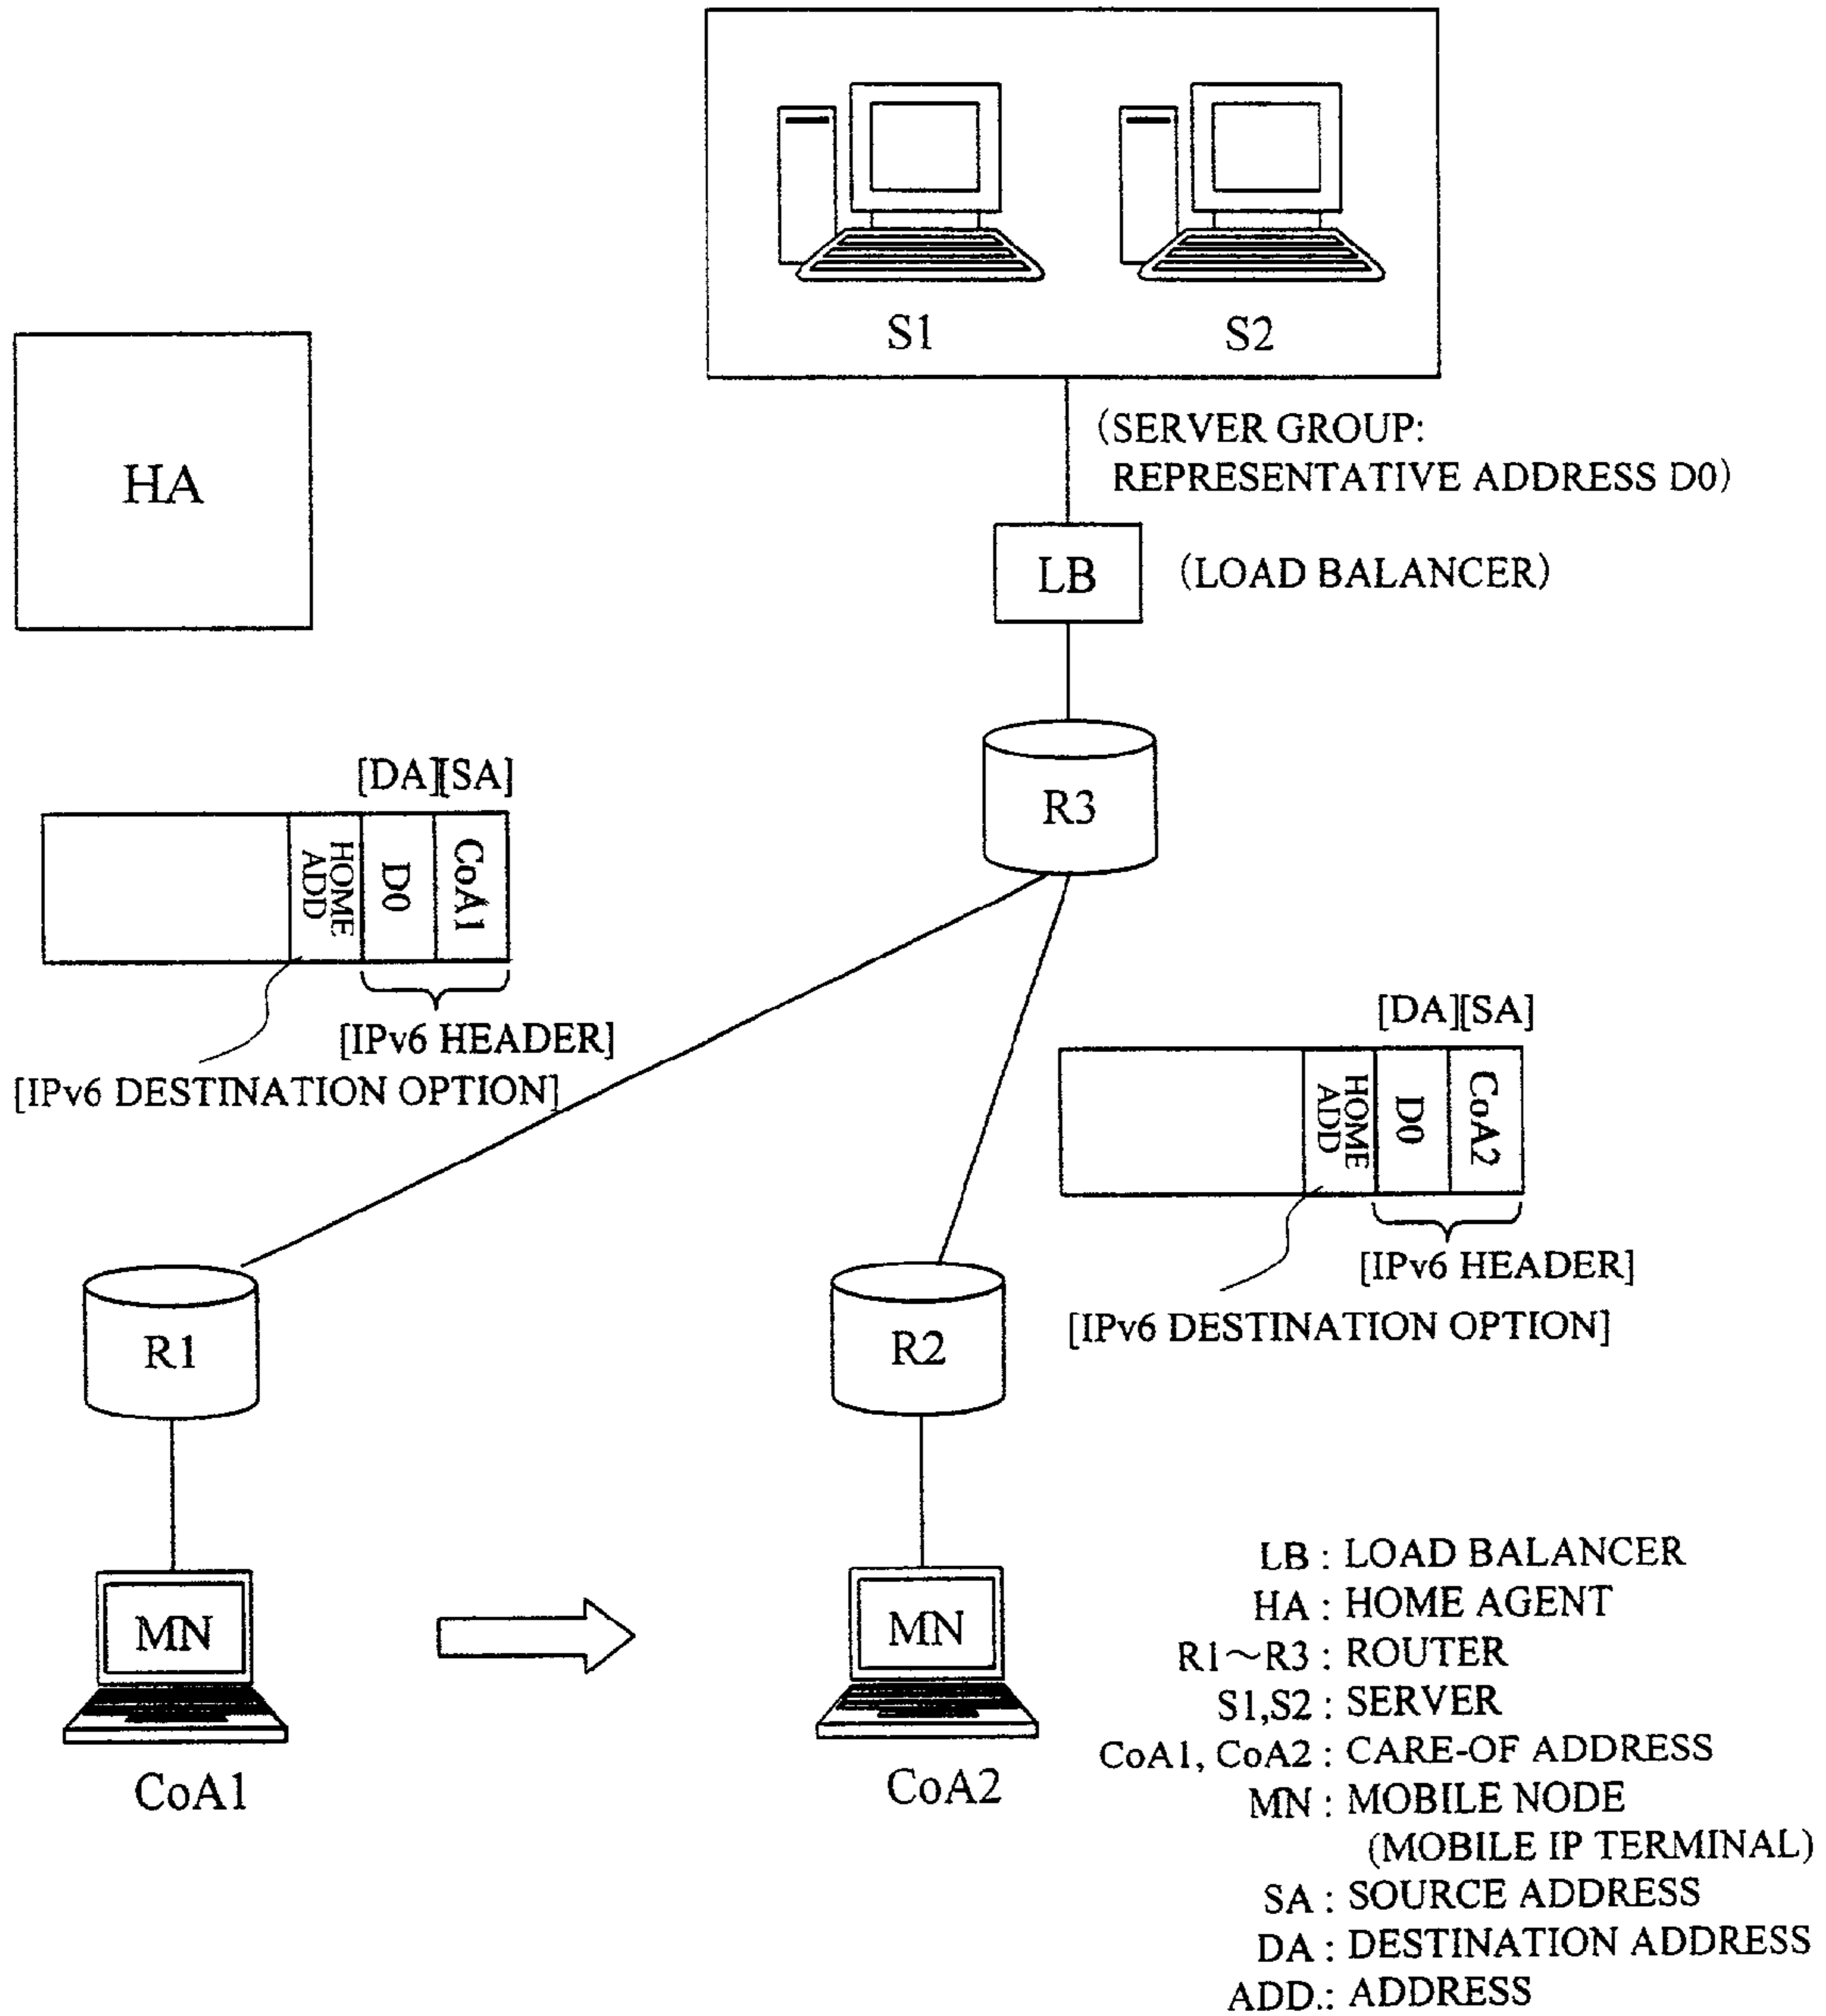 S1
S2
(SERVER GROUP:
REPRESENTATIVE ADDRESS D0)
HA
LB
(LOAD BALANCER)
R3
[DA][SA]
HOME
ADD
D0
CoA1
[IPv6 HEADER]
[IPv6 DESTINATION OPTION]
[DA][SA]
HOME
ADD
D0
CoA2
[IPv6 HEADER]
[IPv6 DESTINATION OPTION]
R1
R2
MN
MN
CoA1
CoA2
LB : LOAD BALANCER
HA : HOME AGENT
R1～R3 : ROUTER
S1,S2 : SERVER
CoA1, CoA2 : CARE-OF ADDRESS
MN : MOBILE NODE
(MOBILE IP TERMINAL)
SA : SOURCE ADDRESS
DA : DESTINATION ADDRESS
ADD.: ADDRESS